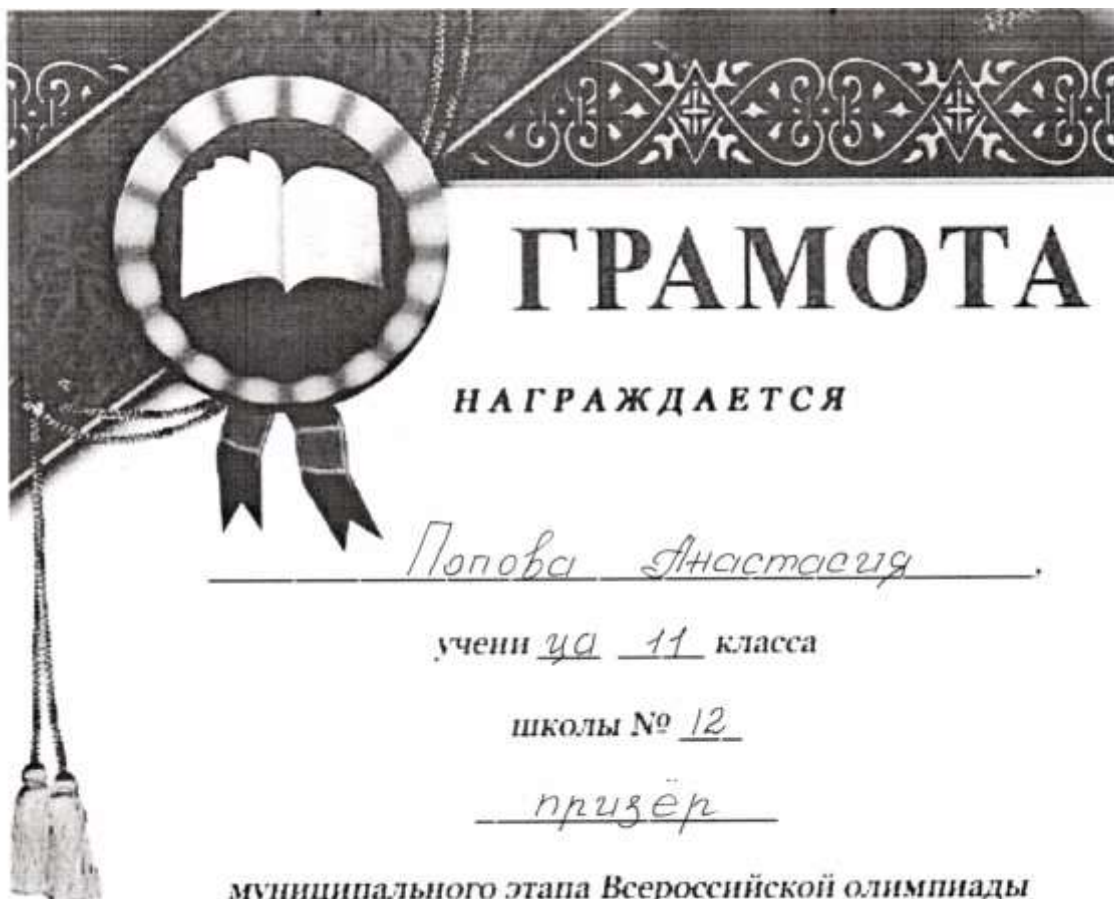 ГРАМОТА
НАГРАЖДАЕТСЯ
Попова Анастасия,
учени ца 11 класса
школы № 12
призёр
муниципального этапа Всероссийской олимпиады